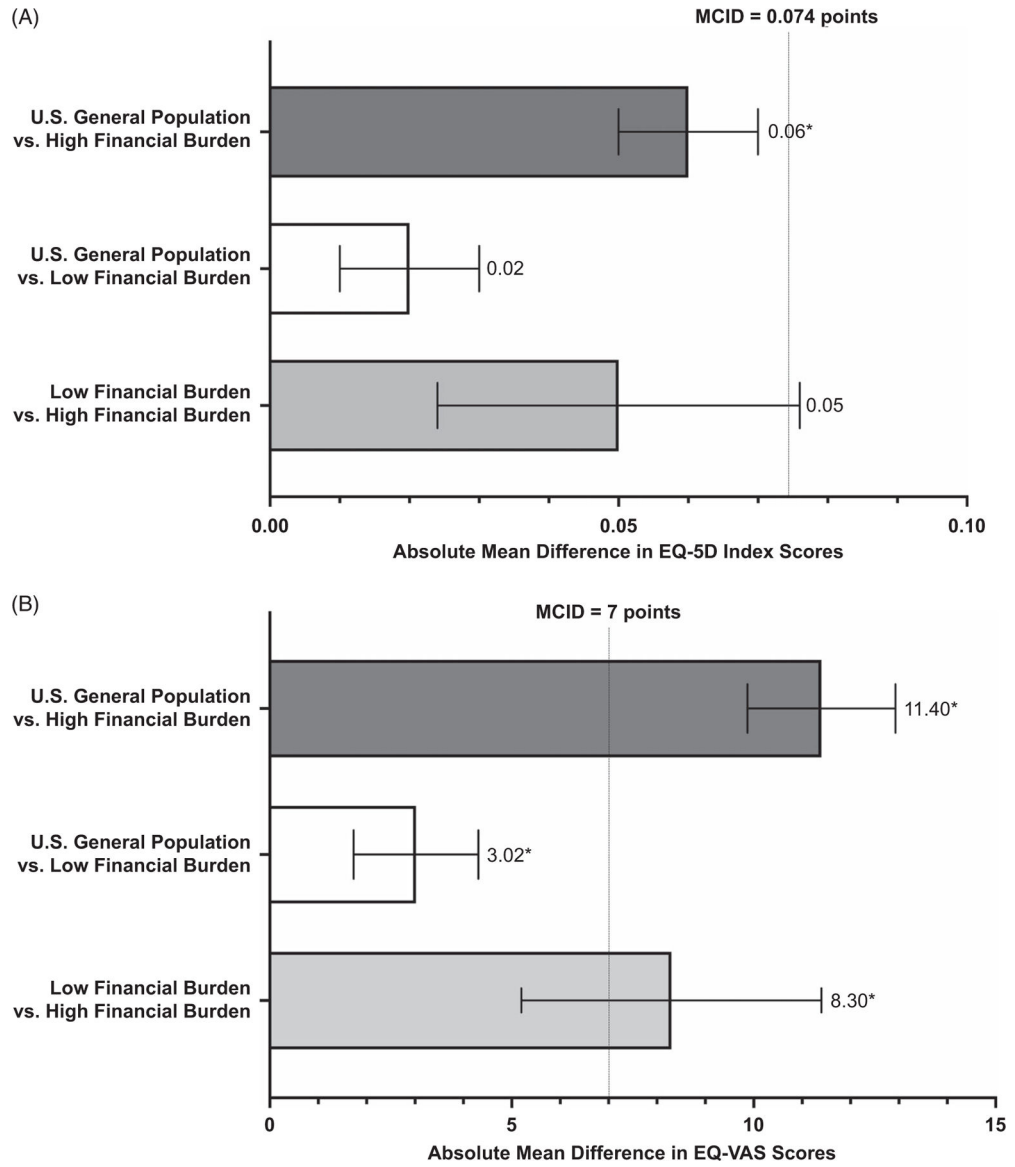 (A)
MCID = 0.074 points
U.S. General Population
vs. High Financial Burden
0.06*
U.S. General Population
vs. Low Financial Burden
0.02
Low Financial Burden
vs. High Financial Burden
0.05
0.00 0.05 0.10
Absolute Mean Difference in EQ-5D Index Scores
(B)
MCID = 7 points
U.S. General Population
vs. High Financial Burden
11.40*
U.S. General Population
vs. Low Financial Burden
3.02*
Low Financial Burden
vs. High Financial Burden
8.30*
0 5 10 15
Absolute Mean Difference in EQ-VAS Scores